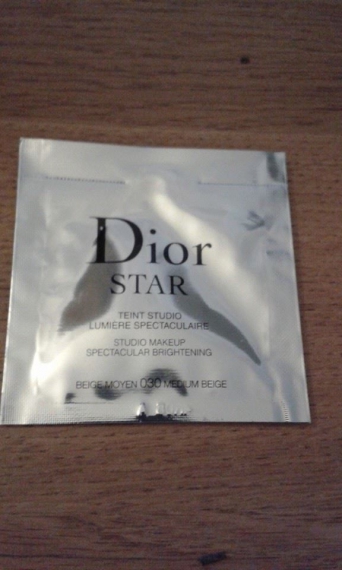 Dior
STAR
TEINT STUDIO
LUMIÈRE SPECTACULAIRE
STUDIO MAKEUP
SPECTACULAR BRIGHTENING
BEIGE MOYEN 030 MEDIUM BEIGE